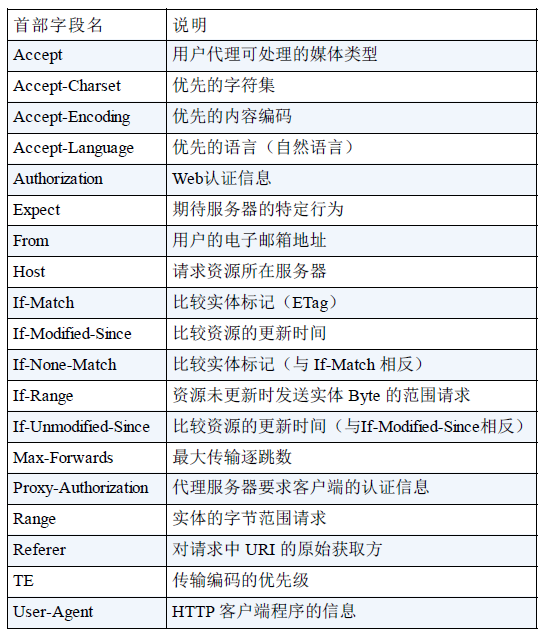 首部字段名 说明
Accept 用户代理可处理的媒体类型
Accept-Charset 优先的字符集
Accept-Encoding 优先的内容编码
Accept-Language 优先的语言（自然语言）
Authorization Web认证信息
Expect 期待服务器的特定行为
From 用户的电子邮箱地址
Host 请求资源所在服务器
If-Match 比较实体标记（ETag）
If-Modified-Since 比较资源的更新时间
If-None-Match 比较实体标记（与 If-Match 相反）
If-Range 资源未更新时发送实体 Byte 的范围请求
If-Unmodified-Since 比较资源的更新时间（与If-Modified-Since相反）
Max-Forwards 最大传输逐跳数
Proxy-Authorization 代理服务器要求客户端的认证信息
Range 实体的字节范围请求
Referer 对请求中 URI 的原始获取方
TE 传输编码的优先级
User-Agent HTTP 客户端程序的信息